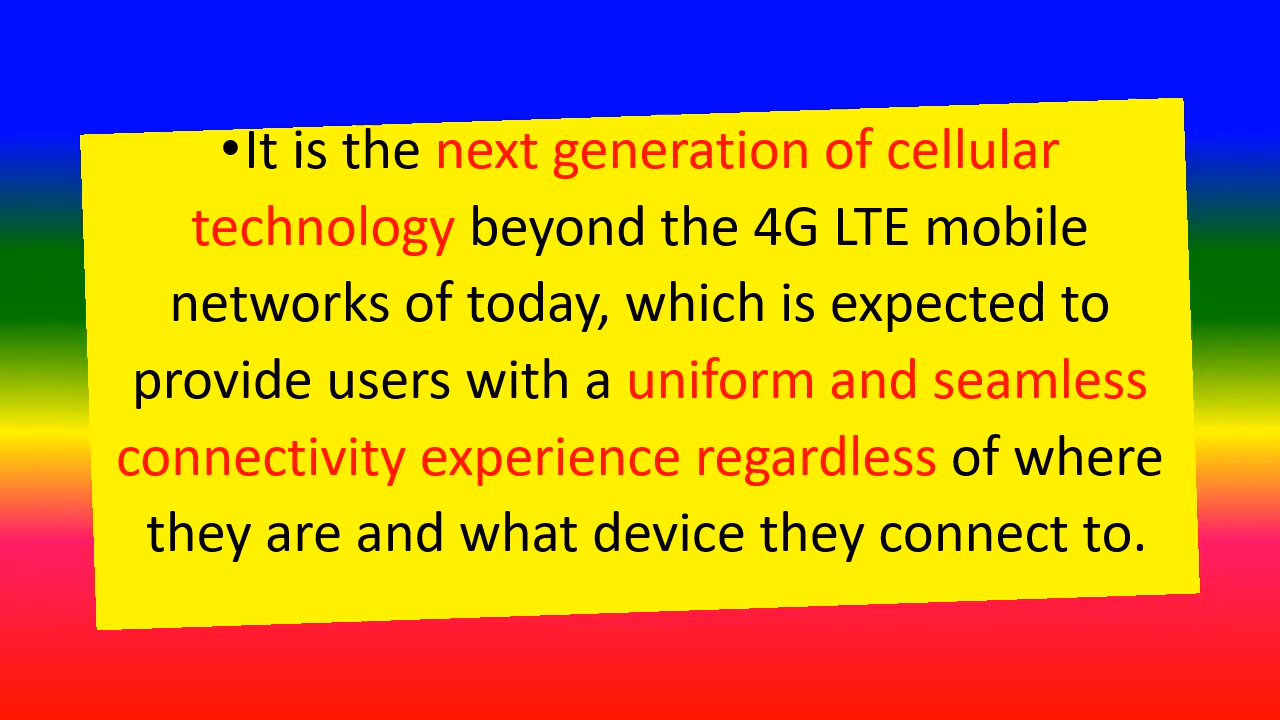 •It is the next generation of cellular
technology beyond the 4G LTE mobile
networks of today, which is expected to
provide users with a uniform and seamless
connectivity experience regardless of where
they are and what device they connect to.